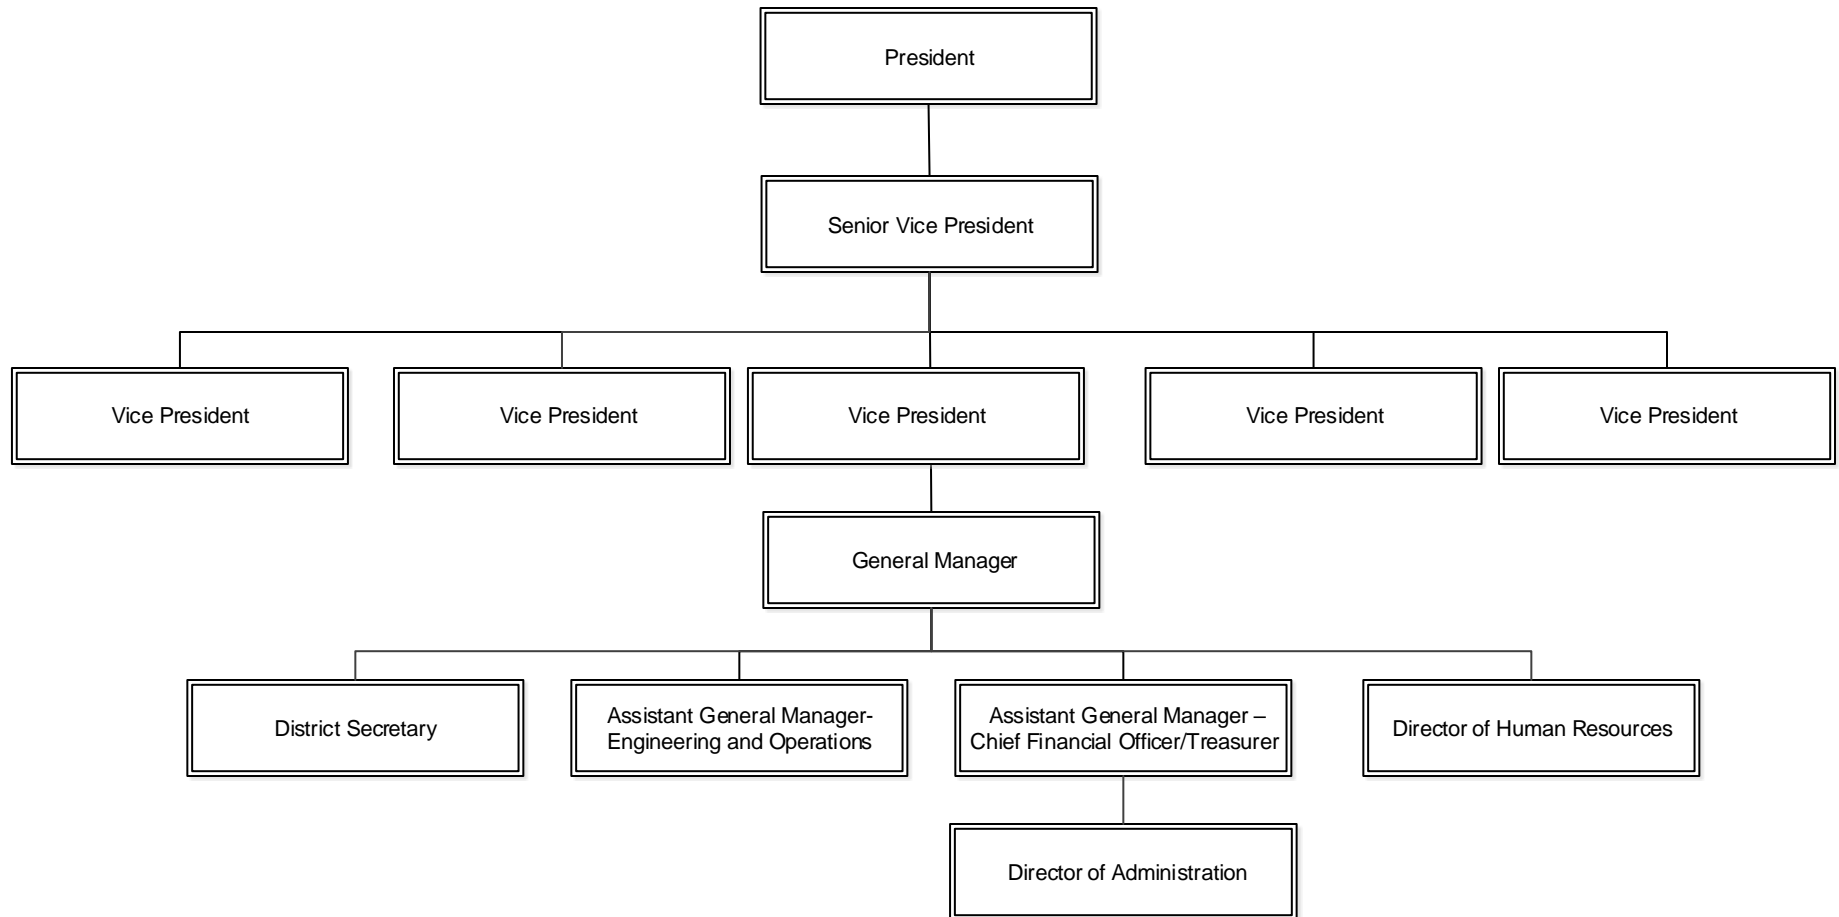 President
Senior Vice President
Vice President
Vice President
Vice President
Vice President
Vice President
General Manager
District Secretary
Assistant General Manager-
Engineering and Operations
Assistant General Manager –
Chief Financial Officer/Treasurer
Director of Human Resources
Director of Administration